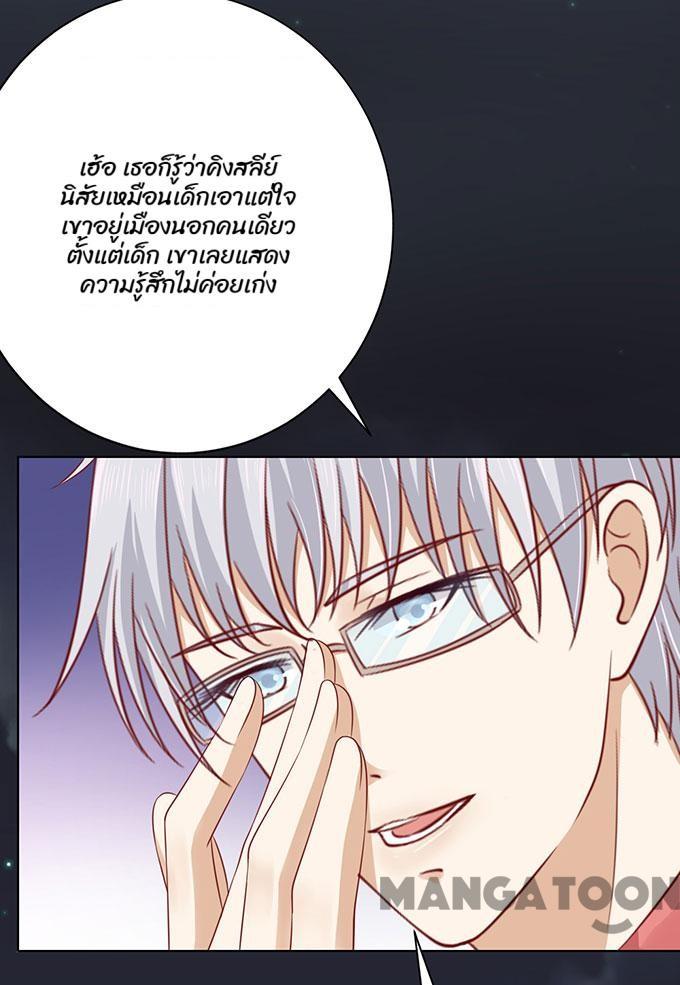 เฮ้อ เธอก็รู้ว่าคิงสลีย์
นิสัยเหมือนเด็กเอาแต่ใจ
เขาอยู่เมืองนอกคนเดียว
ตั้งแต่เด็ก เขาเลยแสดง
ความรู้สึกไม่ค่อยเก่ง
MANGATOON